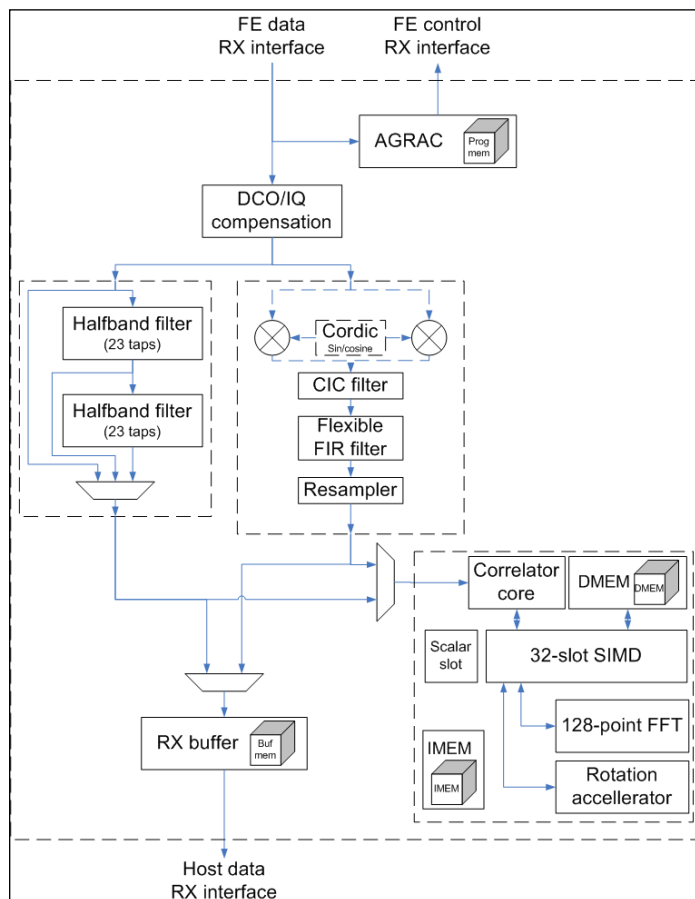 FE data
RX interface
FE control
RX interface
AGRAC
Prog
mem
DCO/IQ
compensation
Halfband filter
(23 taps)
Halfband filter
(23 taps)
Cordic
Sin/cosine
CIC filter
Flexible
FIR filter
Resampler
Correlator
core
DMEM
DMEM
Scalar
slot
32-slot SIMD
128-point FFT
IMEM
IMEM
Rotation
accellerator
RX buffer
Buf
mem
Host data
RX interface